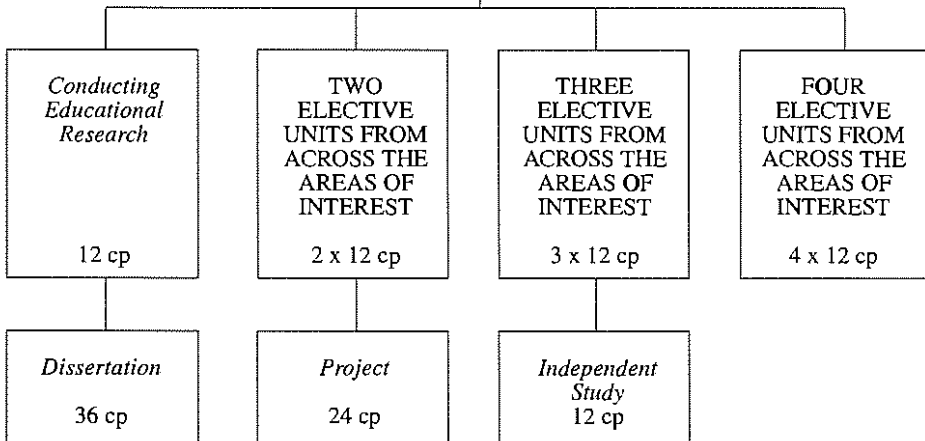 Conducting
Educational
Research
12 cp
TWO
ELECTIVE
UNITS FROM
ACROSS THE
AREAS OF
INTEREST
2 x 12 cp
THREE
ELECTIVE
UNITS FROM
ACROSS THE
AREAS OF
INTEREST
3 x 12 cp
FOUR
ELECTIVE
UNITS FROM
ACROSS THE
AREAS OF
INTEREST
4 x 12 cp
Dissertation
36 cp
Project
24 cp
Independent
Study
12 cp